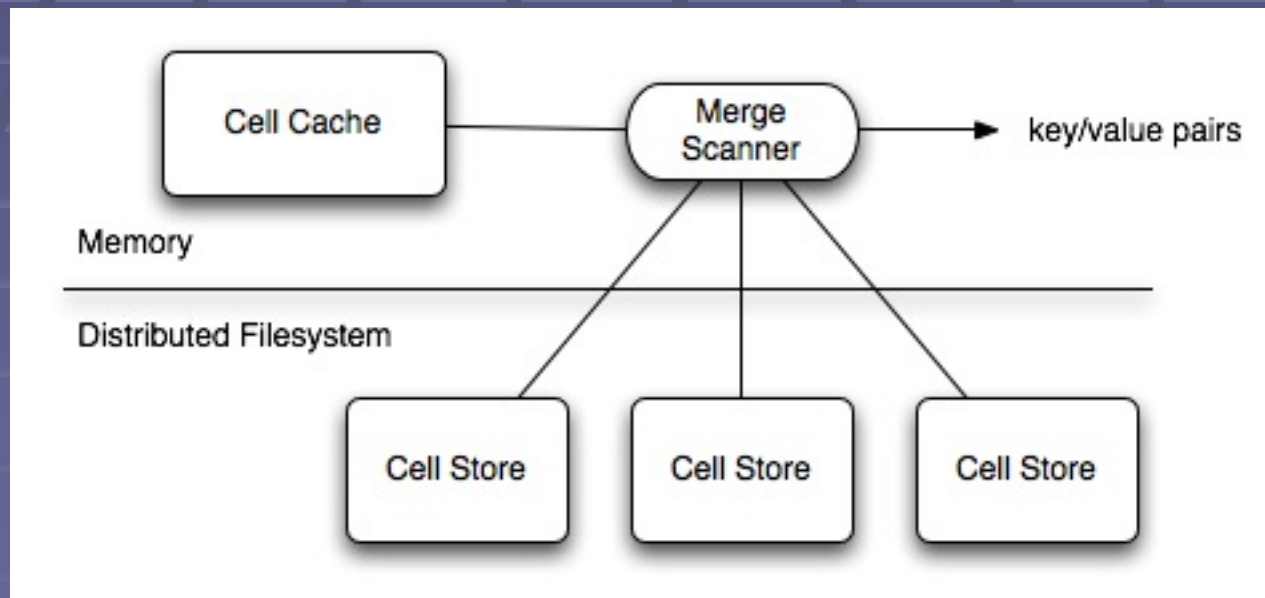 Cell Cache
Merge
Scanner
key/value pairs
Memory
Distributed Filesystem
Cell Store
Cell Store
Cell Store